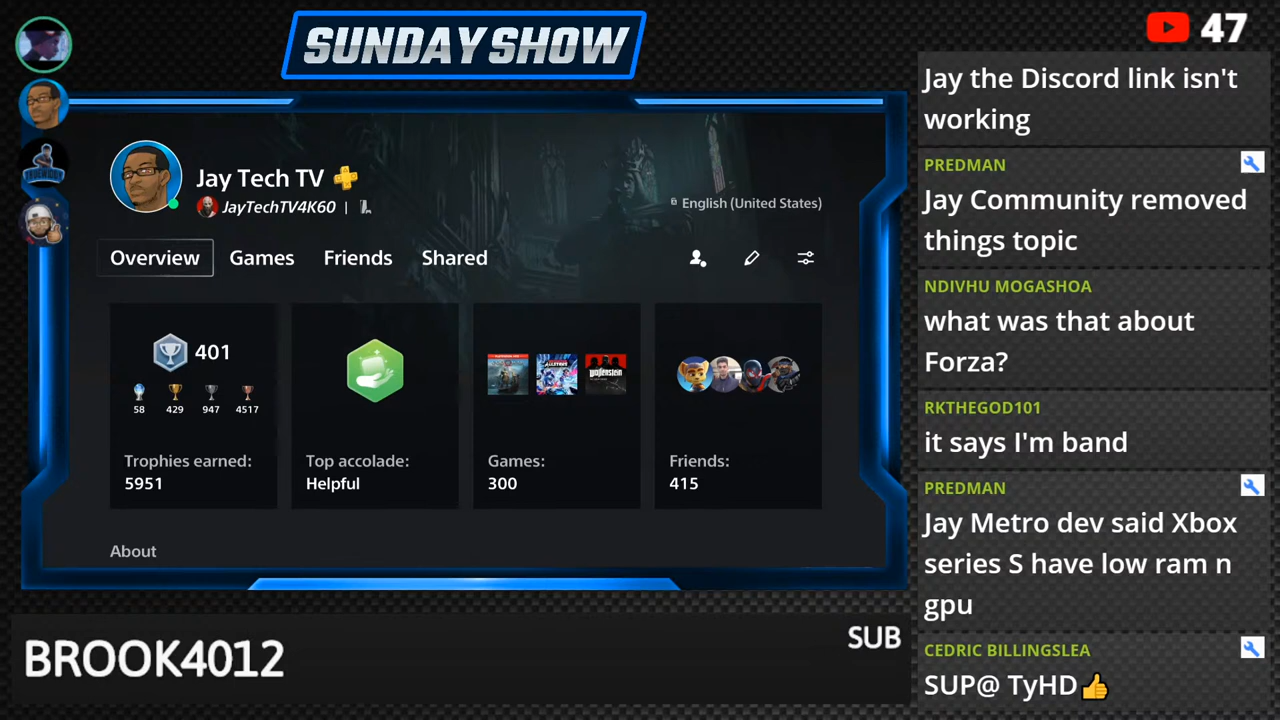 SUNDAY SHOW
47
Jay Tech TV
JayTechTV4K60 |
English (United States)
Overview
Games
Friends
Shared
401
58
429
947
4517
Trophies earned:
5951
Top accolade:
Helpful
Wolfenstein
Games:
300
Friends:
415
About
BROOK4012
SUB
Jay the Discord link isn't
working
PREDMAN
Jay Community removed
things topic
NDIVHU MOGASHOA
what was that about
Forza?
RKTHEGOD101
it says I'm band
PREDMAN
Jay Metro dev said Xbox
series S have low ram n
gpu
CEDRIC BILLINGSLEA
SUP@ TyHD👍